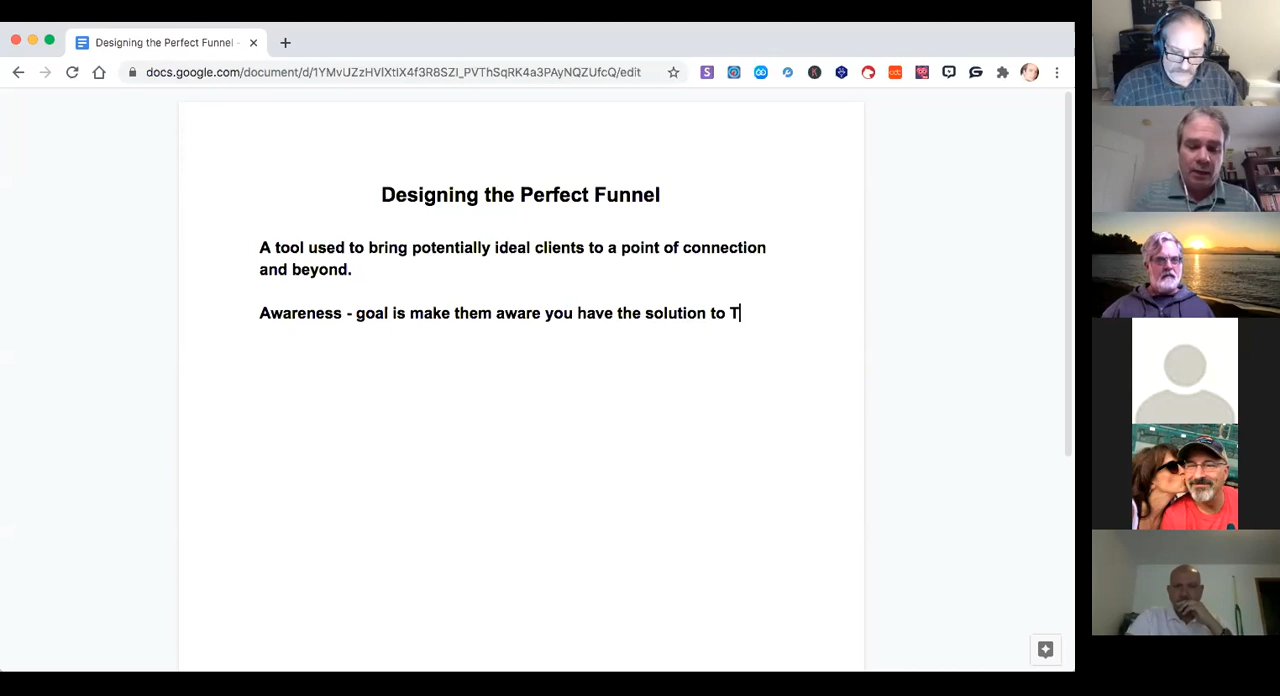 Designing the Perfect Funnel -
docs.google.com/document/d/1YMvUZzHVlXtlX4f3R8SZI_PVThSqRK4a3PAyNQZUfcQ/edit
Designing the Perfect Funnel
A tool used to bring potentially ideal clients to a point of connection
and beyond.
Awareness - goal is make them aware you have the solution to T